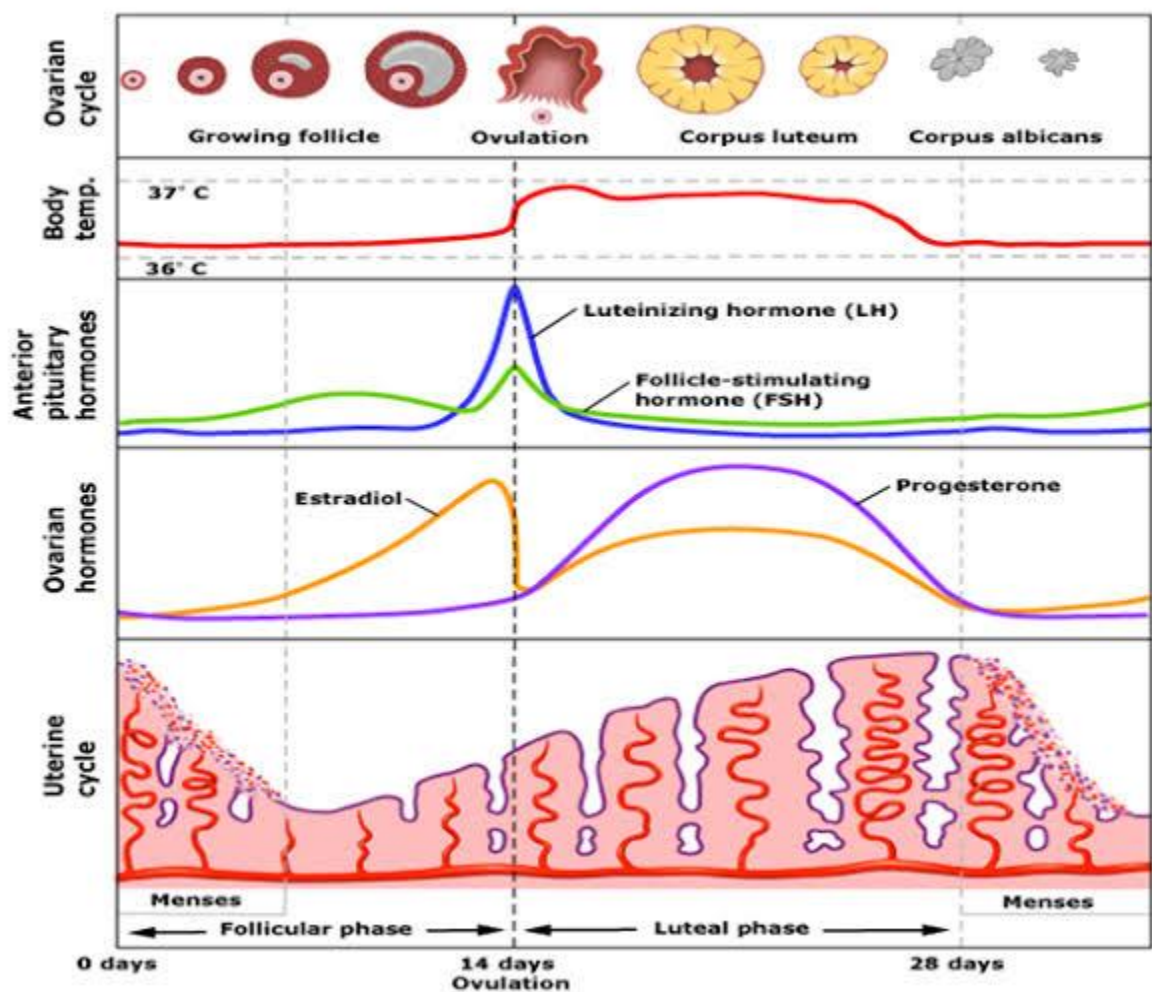 Ovarian
cycle
Growing follicle
Ovulation
Corpus luteum
Corpus albicans
Body
temp.
37° C
36° C
Anterior
pituitary
hormones
Luteinizing hormone (LH)
Follicle-stimulating
hormone (FSH)
Ovarian
hormones
Estradiol
Progesterone
Uterine
cycle
Menses
Menses
Follicular phase
Luteal phase
0 days
14 days
28 days
Ovulation